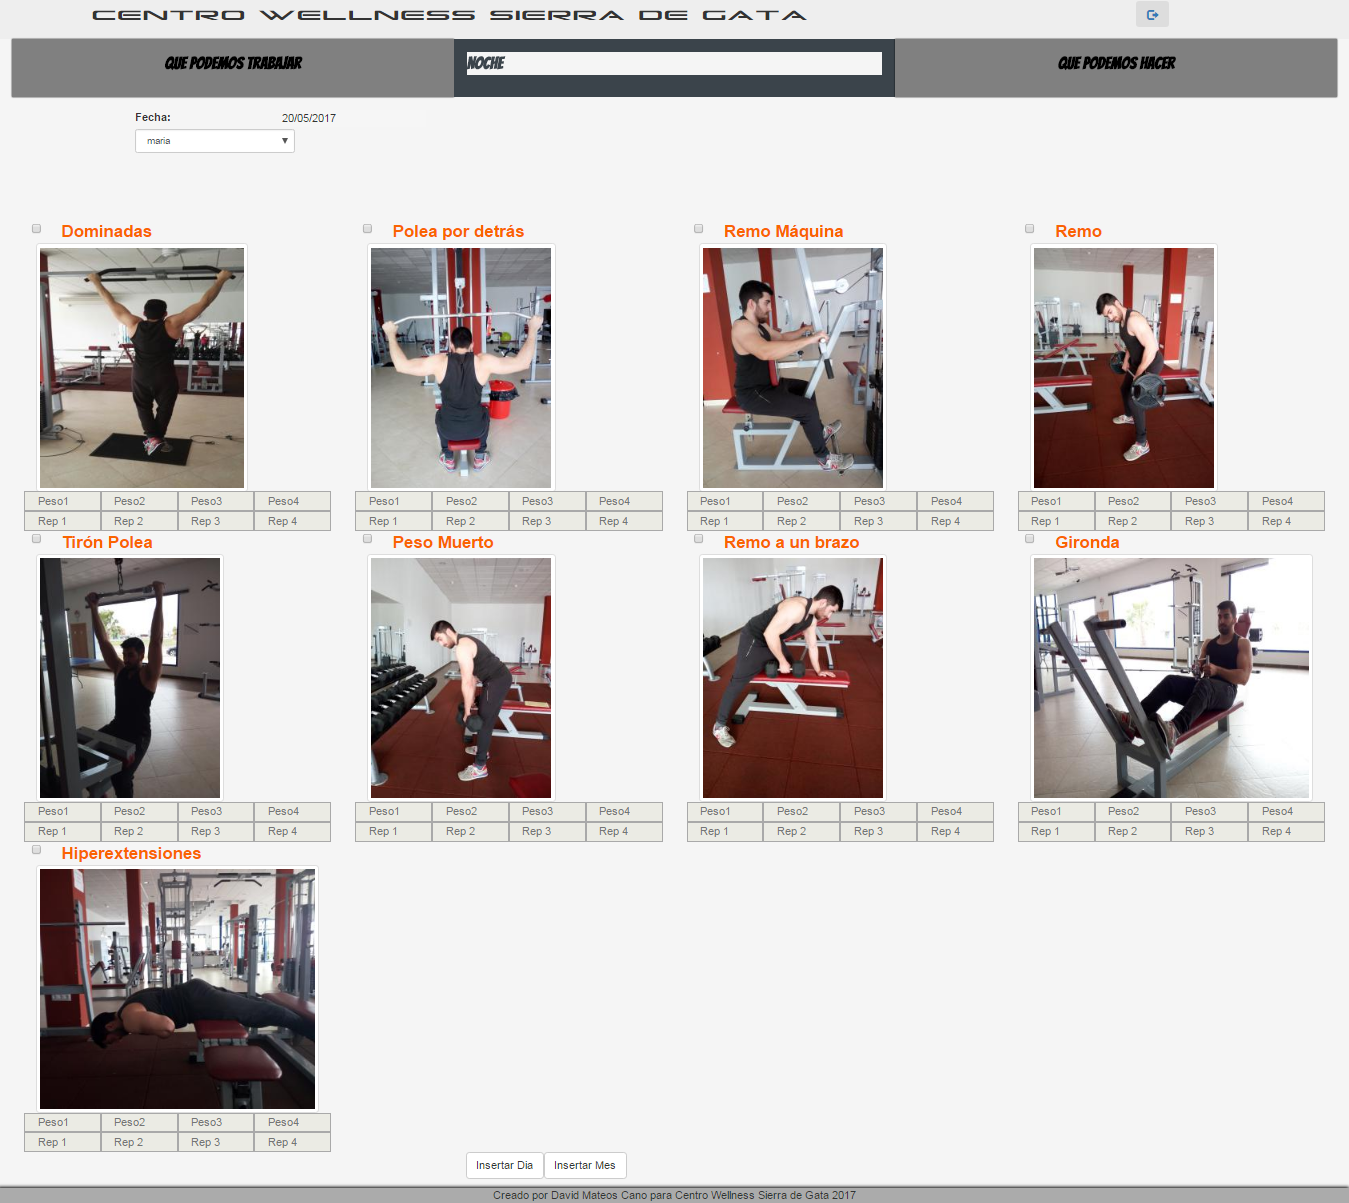 CENTRO WELLNESS SIERRA DE GATA
QUE PODEMOS TRABAJAR NOCHE QUE PODEMOS HACER
Fecha: 20/05/2017
maria
Dominadas Polea por detrás Remo Máquina Remo
Peso1 Peso2 Peso3 Peso4 Peso1 Peso2 Peso3 Peso4 Peso1 Peso2 Peso3 Peso4 Peso1 Peso2 Peso3 Peso4
Rep 1 Rep 2 Rep 3 Rep 4 Rep 1 Rep 2 Rep 3 Rep 4 Rep 1 Rep 2 Rep 3 Rep 4 Rep 1 Rep 2 Rep 3 Rep 4
Tirón Polea Peso Muerto Remo a un brazo Gironda
Peso1 Peso2 Peso3 Peso4 Peso1 Peso2 Peso3 Peso4 Peso1 Peso2 Peso3 Peso4 Peso1 Peso2 Peso3 Peso4
Rep 1 Rep 2 Rep 3 Rep 4 Rep 1 Rep 2 Rep 3 Rep 4 Rep 1 Rep 2 Rep 3 Rep 4 Rep 1 Rep 2 Rep 3 Rep 4
Hiperextensiones
Peso1 Peso2 Peso3 Peso4
Rep 1 Rep 2 Rep 3 Rep 4
Insertar Dia Insertar Mes
Creado por David Mateos Cano para Centro Wellness Sierra de Gata 2017